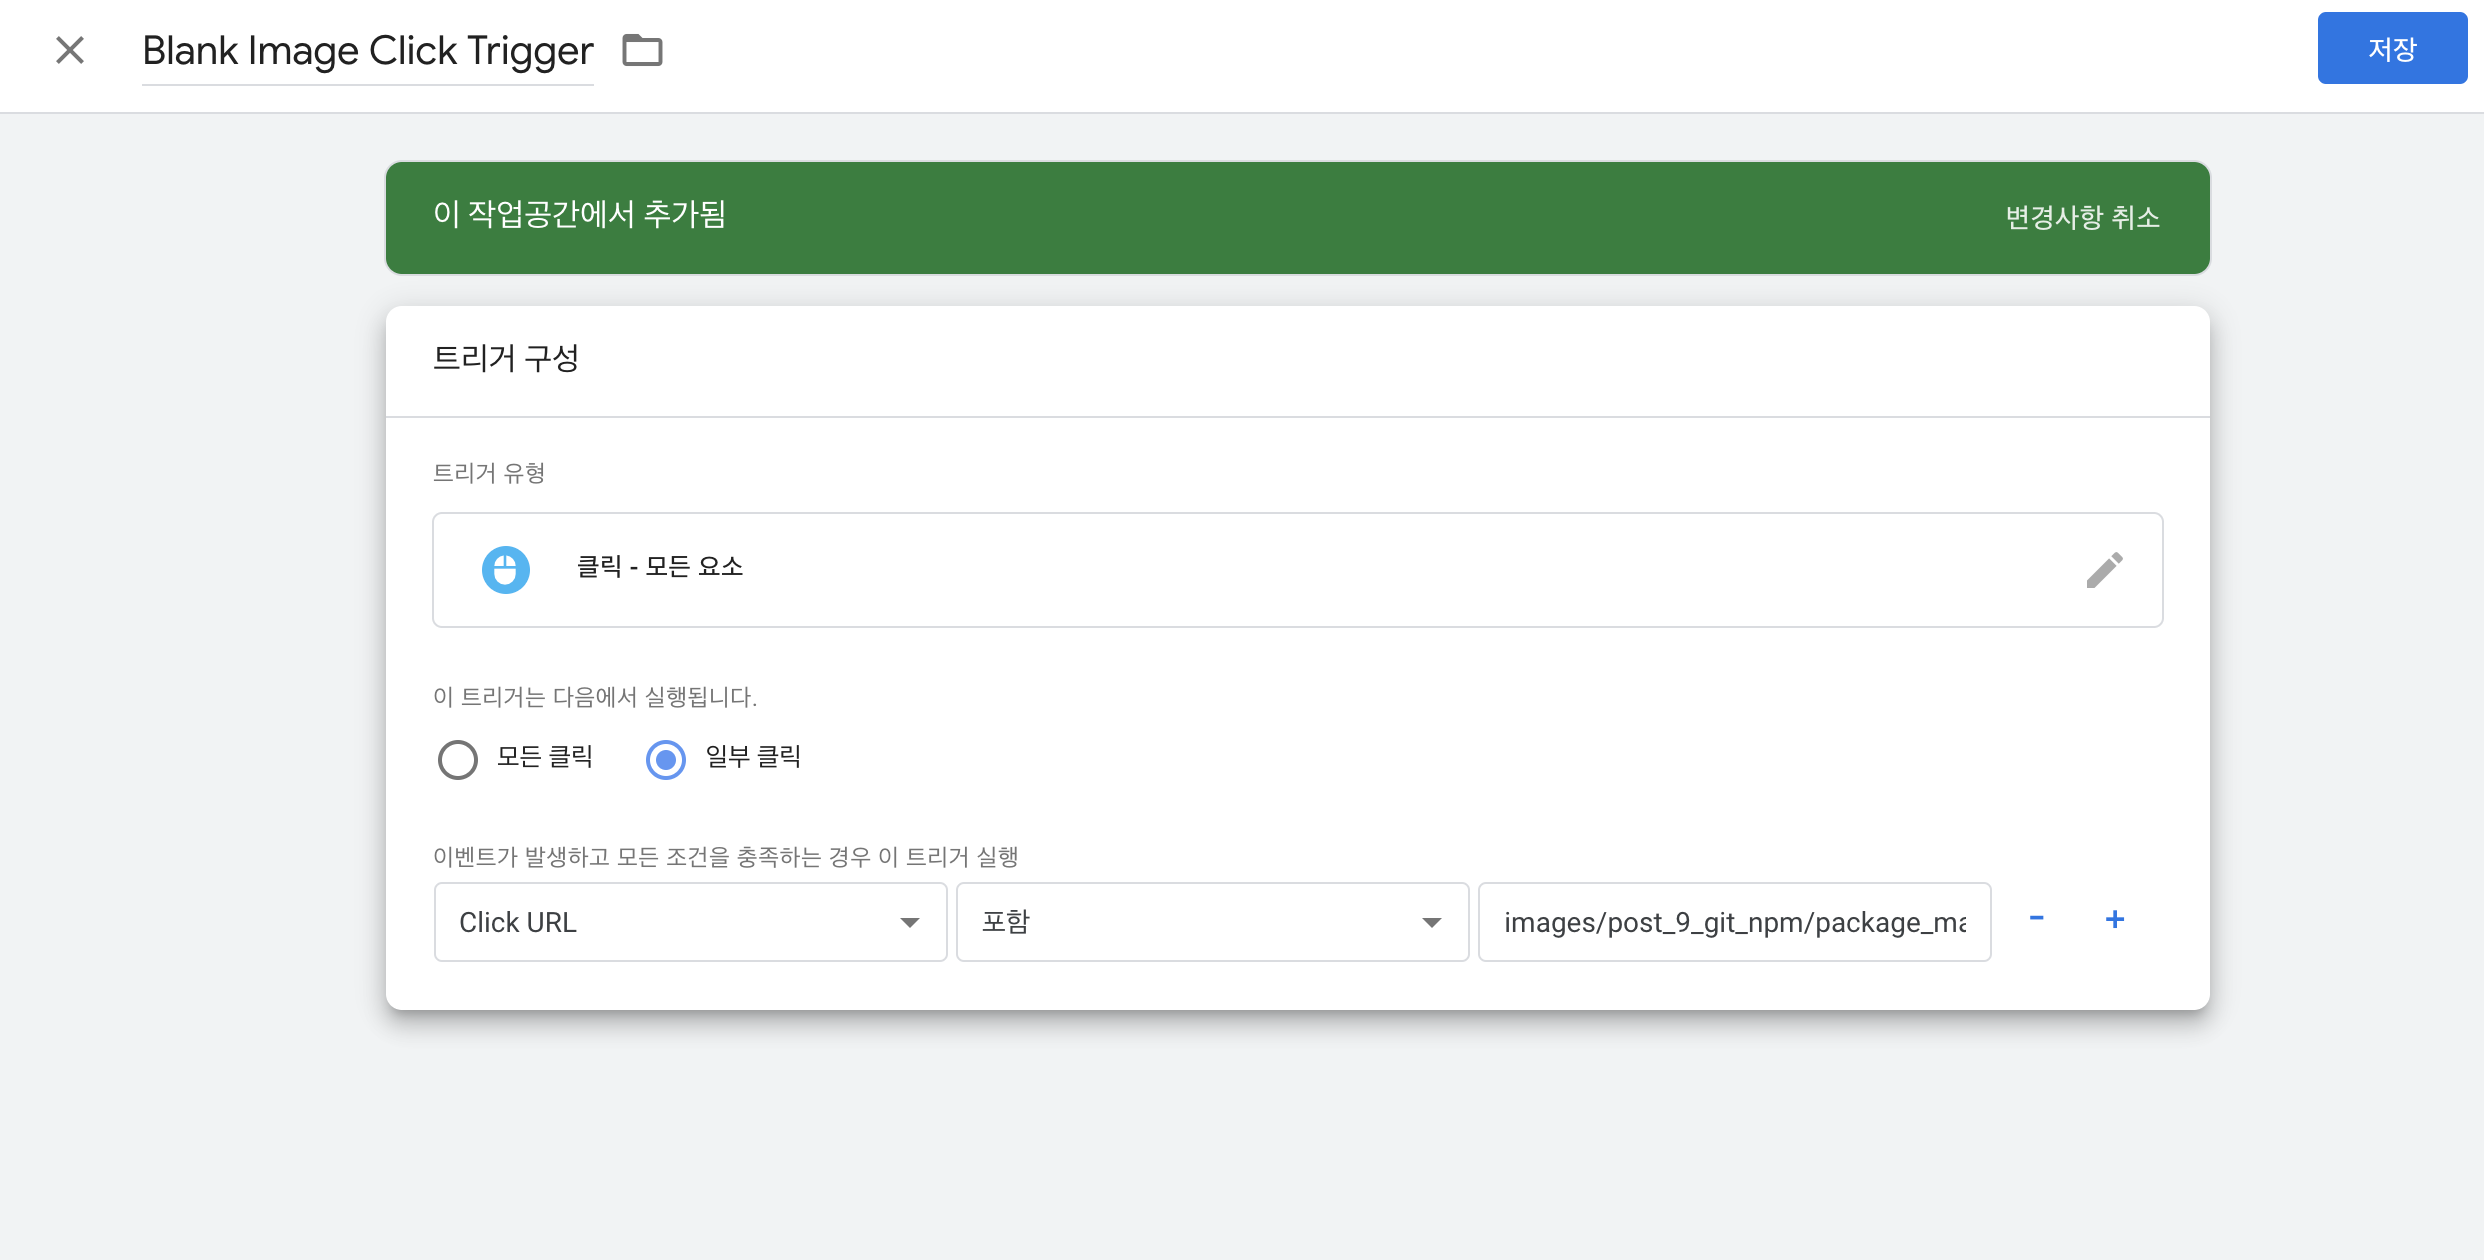 Blank Image Click Trigger
저장
이 작업공간에서 추가됨
변경사항 취소
트리거 구성
트리거 유형
클릭 - 모든 요소
이 트리거는 다음에서 실행됩니다.
모든 클릭
일부 클릭
이벤트가 발생하고 모든 조건을 충족하는 경우 이 트리거 실행
Click URL
포함
images/post_9_git_npm/package_ma
- +